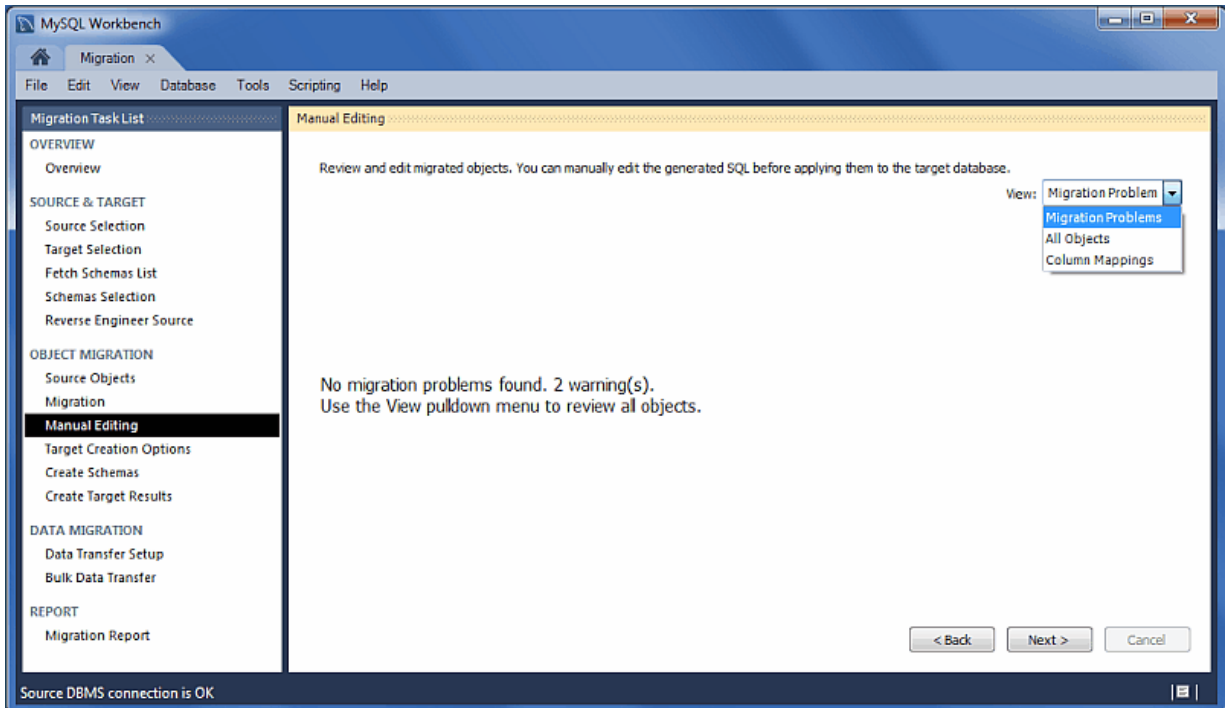 MySQL Workbench
Migration ×
File Edit View Database Tools Scripting Help
Migration Task List
OVERVIEW
Overview
SOURCE & TARGET
Source Selection
Target Selection
Fetch Schemas List
Schemas Selection
Reverse Engineer Source
OBJECT MIGRATION
Source Objects
Migration
Manual Editing
Target Creation Options
Create Schemas
Create Target Results
DATA MIGRATION
Data Transfer Setup
Bulk Data Transfer
REPORT
Migration Report
Manual Editing
Review and edit migrated objects. You can manually edit the generated SQL before applying them to the target database.
View: Migration Problem
Migration Problems
All Objects
Column Mappings
No migration problems found. 2 warning(s).
Use the View pulldown menu to review all objects.
< Back Next > Cancel
Source DBMS connection is OK